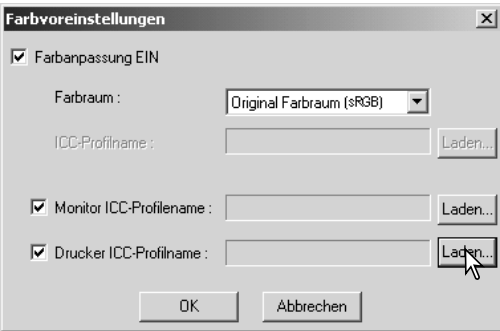 Farbvoreinstellungen
Farbanpassung EIN
Farbraum : Original Farbraum (sRGB)
ICC-Profilname : Laden...
Monitor ICC-Profilename : Laden...
Drucker ICC-Profilname : Laden...
OK Abbrechen